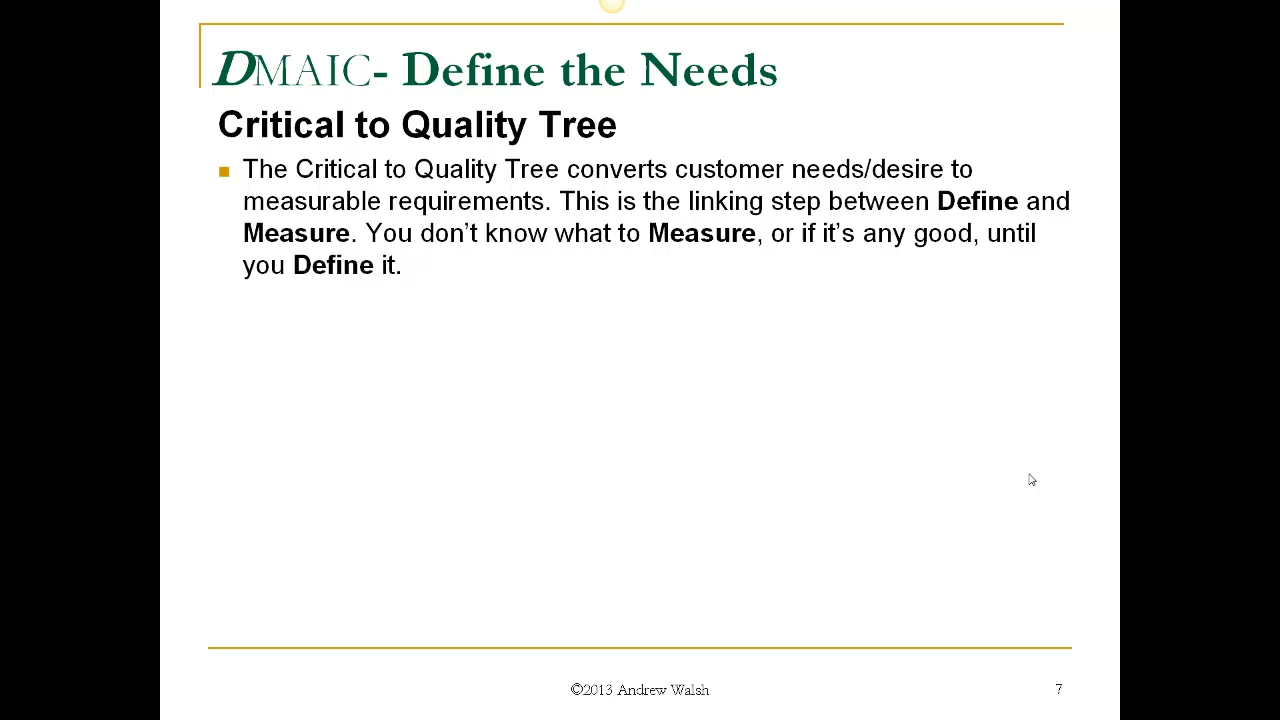 DMAIC- Define the Needs
Critical to Quality Tree
The Critical to Quality Tree converts customer needs/desire to
measurable requirements. This is the linking step between Define and
Measure. You don’t know what to Measure, or if it’s any good, until
you Define it.
©2013 Andrew Walsh
7